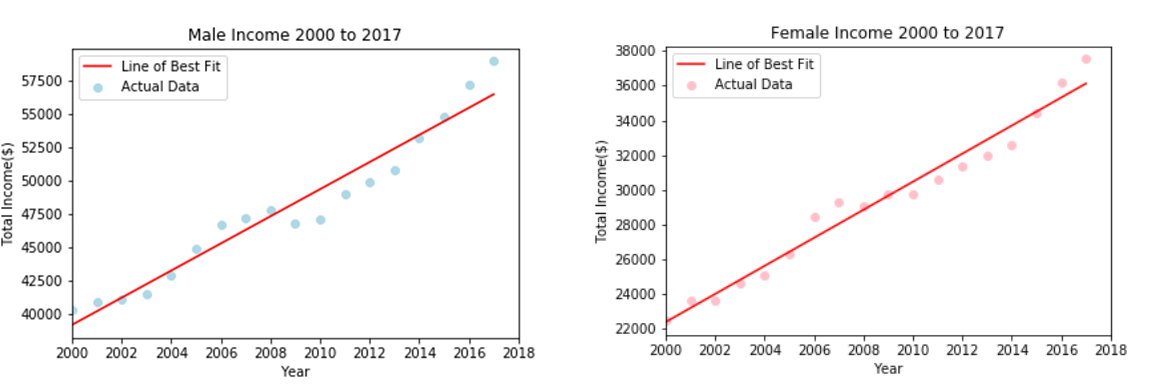 Male Income 2000 to 2017
Line of Best Fit
Actual Data
Total Income($)
57500
55000
52500
50000
47500
45000
42500
40000
2000 2002 2004 2006 2008 2010 2012 2014 2016 2018
Year
Female Income 2000 to 2017
Line of Best Fit
Actual Data
Total Income($)
38000
36000
34000
32000
30000
28000
26000
24000
22000
2000 2002 2004 2006 2008 2010 2012 2014 2016 2018
Year